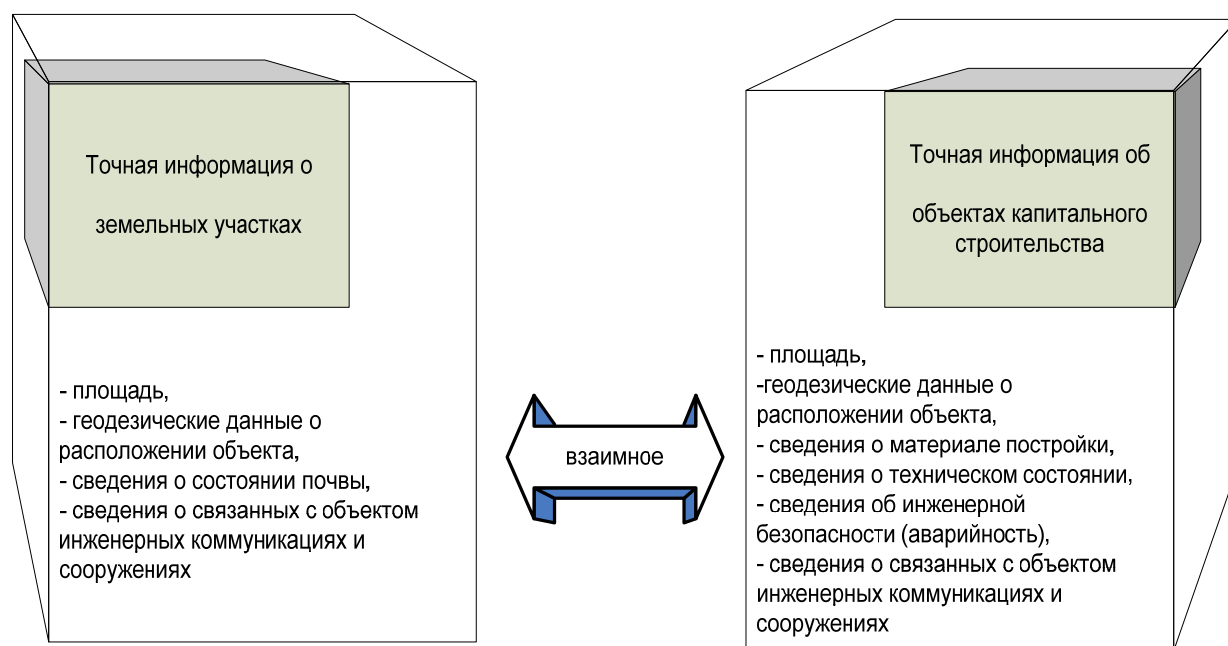 Точная информация о
земельных участках
- площадь,
- геодезические данные о
расположении объекта,
- сведения о состоянии почвы,
- сведения о связанных с объектом
инженерных коммуникациях и
сооружениях
взаимное
Точная информация об
объектах капитального
строительства
- площадь,
-геодезические данные о
расположении объекта,
- сведения о материале постройки,
- сведения о техническом состоянии,
- сведения об инженерной
безопасности (аварийность),
- сведения о связанных с объектом
инженерных коммуникациях и
сооружениях